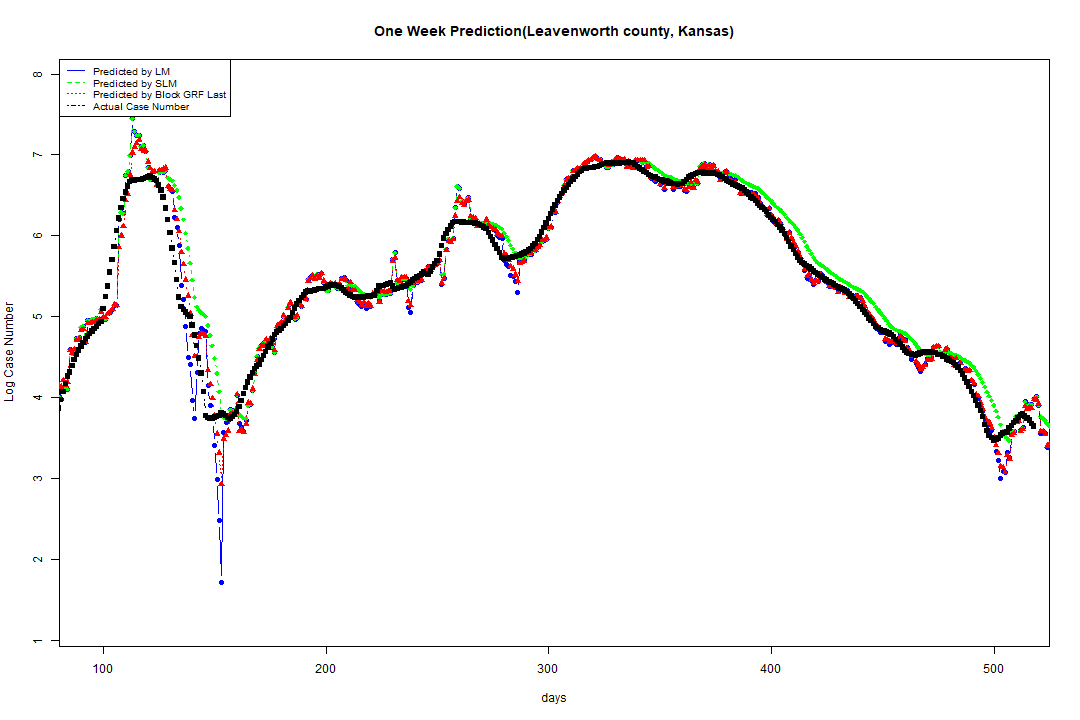 One Week Prediction(Leavenworth county, Kansas)
Predicted by LM
Predicted by SLM
Predicted by Block GRF Last
Actual Case Number
8
7
6
5
4
3
2
1
Log Case Number
100 200 300 400 500
days